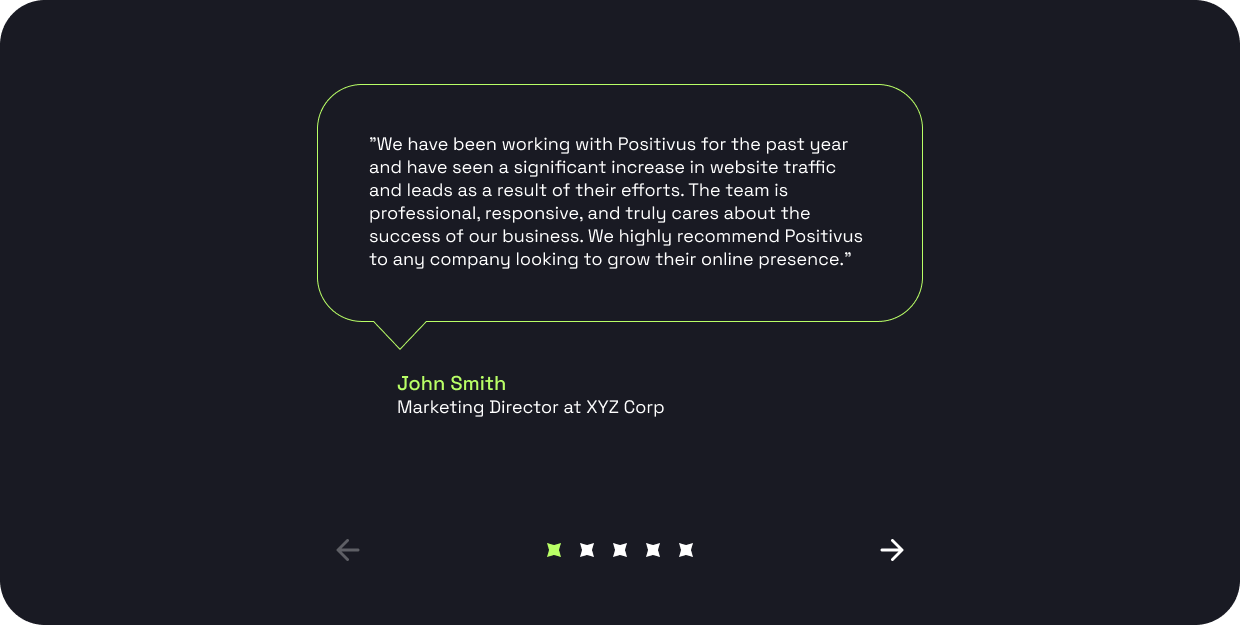 ”We have been working with Positivus for the past year
and have seen a significant increase in website traffic
and leads as a result of their efforts. The team is
professional, responsive, and truly cares about the
success of our business. We highly recommend Positivus
to any company looking to grow their online presence.”
John Smith
Marketing Director at XYZ Corp